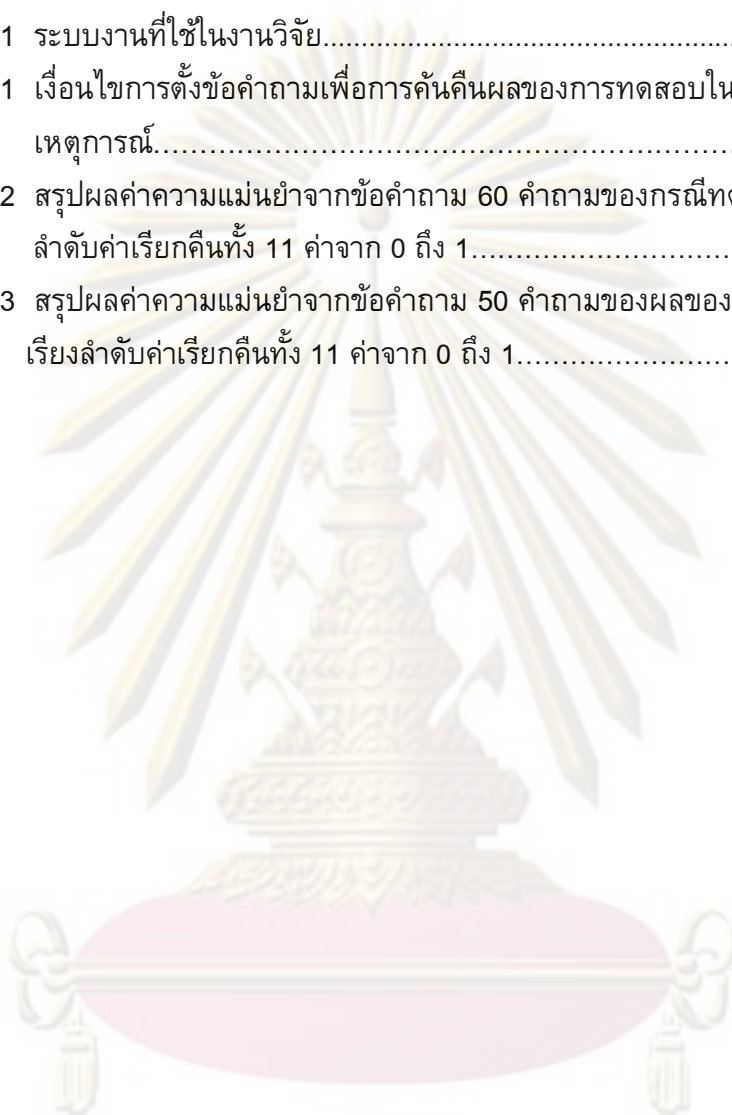 1 ระบบงานที่ใช้ในงานวิจัย................................................................
1 เงื่อนไขการตั้งข้อคำถามเพื่อการค้นคืนผลของการทดสอบใน
เหตุการณ์................................................................
2 สรุปผลค่าความแม่นยำจากข้อคำถาม 60 คำถามของกรณี
ลำดับค่าเรียกคืนทั้ง 11 ค่าจาก 0 ถึง 1................................
3 สรุปผลค่าความแม่นยำจากข้อคำถาม 50 คำถามของผลของ
เรียงลำดับค่าเรียกคืนทั้ง 11 ค่าจาก 0 ถึง 1............................